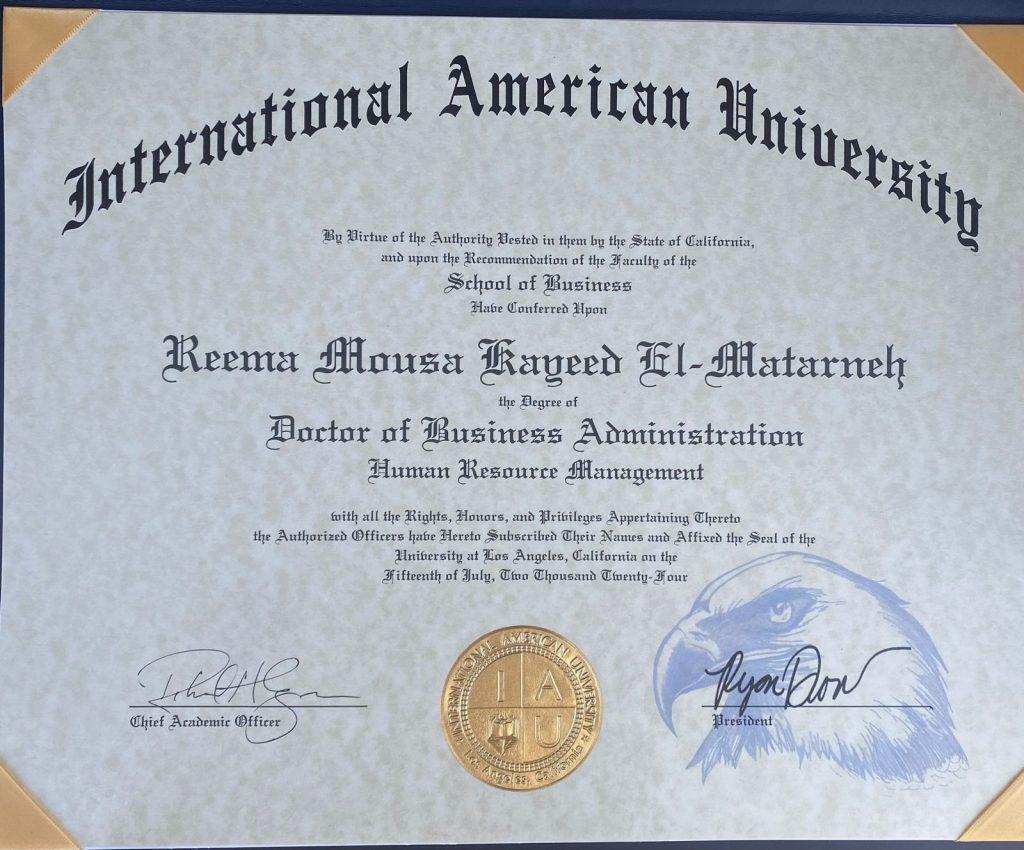 International American University
By Virtue of the Authority Vested in them by the State of California,
and upon the Recommendation of the Faculty of the
School of Business
Have Conferred Upon
Reema Mousa Kayeed El-Matarneh
the Degree of
Doctor of Business Administration
Human Resource Management
with all the Rights, Honors, and Privileges Appertaining Thereto
the Authorized Officers have Hereto Subscribed Their Names and Affixed the Seal of the
University at Los Angeles, California on the
Fifteenth of July, Two Thousand Twenty-Four
INTERNATIONAL AMERICAN UNIVERSITY
I A
U
Los Angeles, California
Chief Academic Officer
Ryan Doan
President